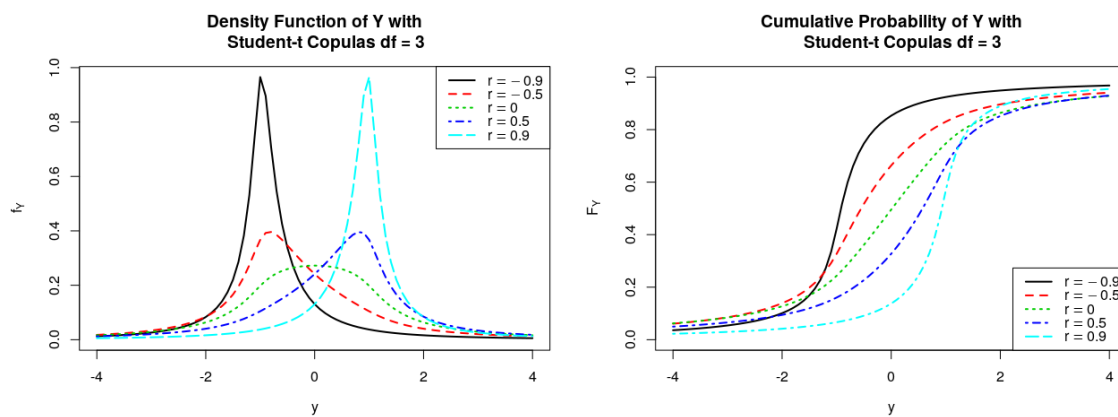 Density Function of Y with
Student-t Copulas df = 3
1.0
0.8
0.6
0.4
0.2
0.0
fY
r = − 0.9
r = − 0.5
r = 0
r = 0.5
r = 0.9
-4
-2
0
2
4
y
Cumulative Probability of Y with
Student-t Copulas df = 3
1.0
0.8
0.6
0.4
0.2
0.0
FY
r = − 0.9
r = − 0.5
r = 0
r = 0.5
r = 0.9
-4
-2
0
2
4
y